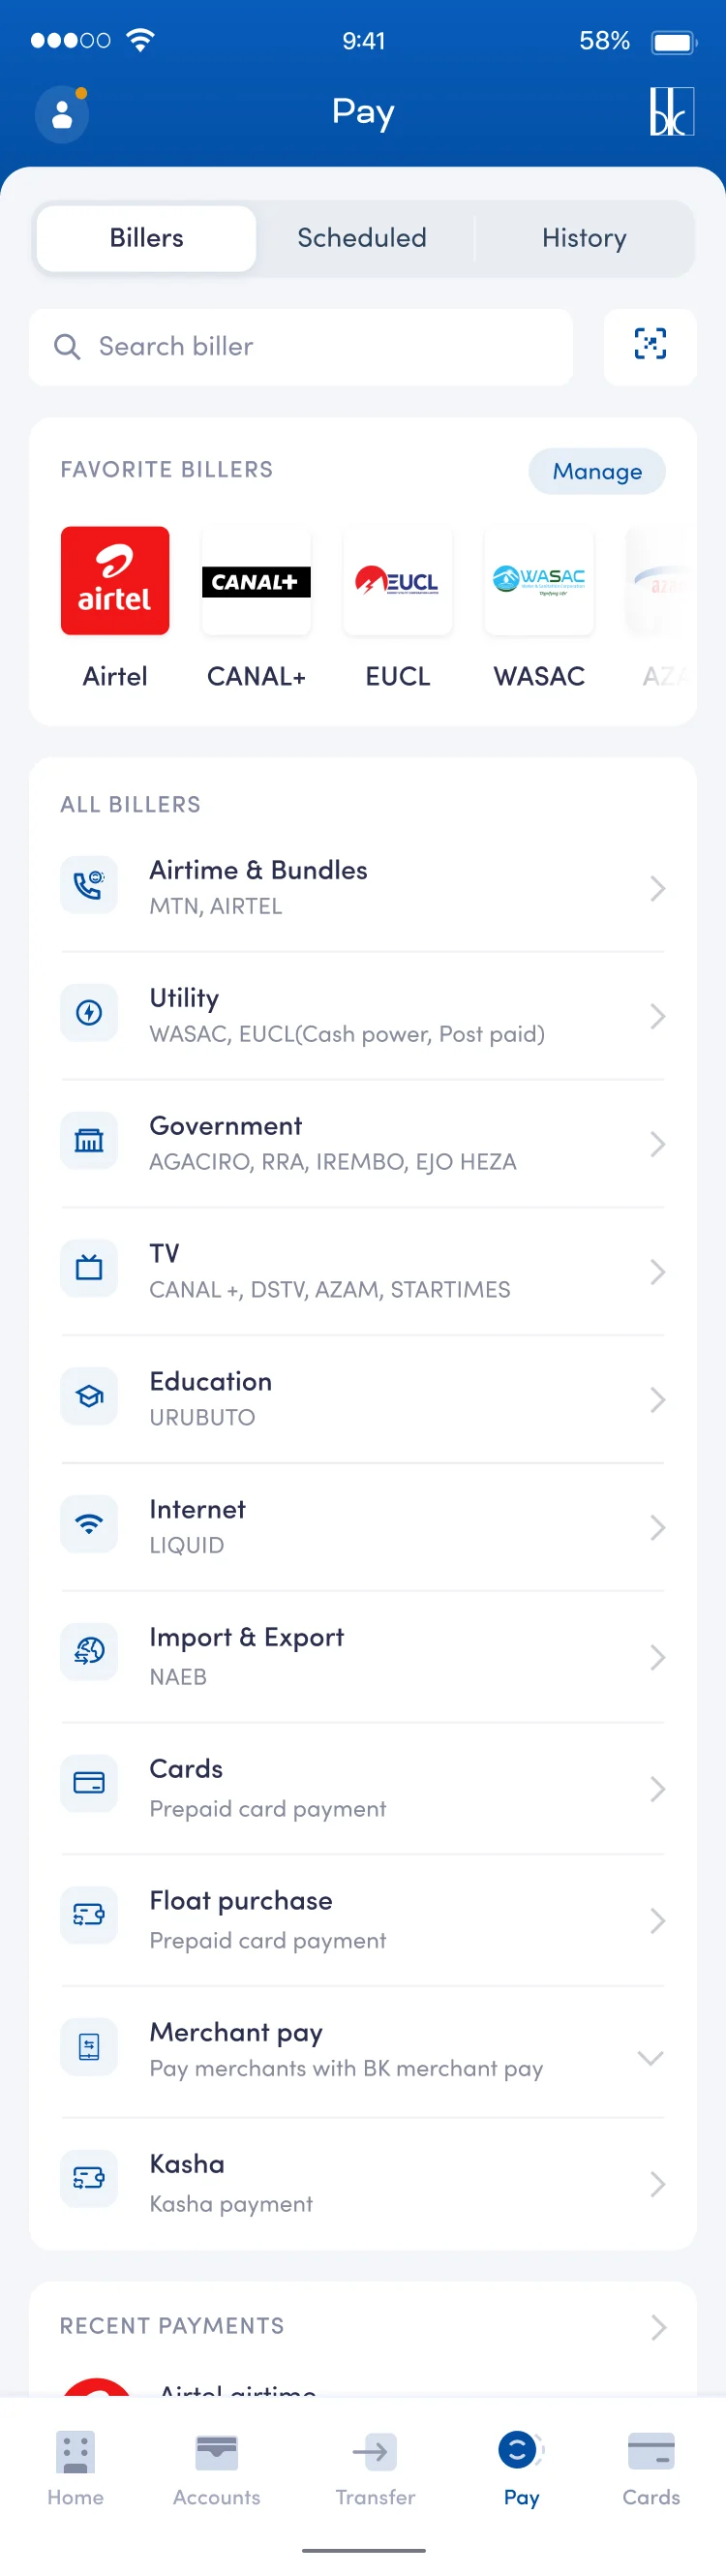 9:41
58%
Pay
bk
Billers
Scheduled
History
Search biller
FAVORITE BILLERS
Manage
airtel
CANAL+
EUCL
WASAC
Airtel
CANAL+
EUCL
WASAC
ALL BILLERS
Airtime & Bundles
MTN, AIRTEL
Utility
WASAC, EUCL(Cash power, Post paid)
Government
AGACIRO, RRA, IREMBO, EJO HEZA
TV
CANAL +, DSTV, AZAM, STARTIMES
Education
URUBUTO
Internet
LIQUID
Import & Export
NAEB
Cards
Prepaid card payment
Float purchase
Prepaid card payment
Merchant pay
Pay merchants with BK merchant pay
Kasha
Kasha payment
RECENT PAYMENTS
Airtel airtime
Home
Accounts
Transfer
Pay
Cards